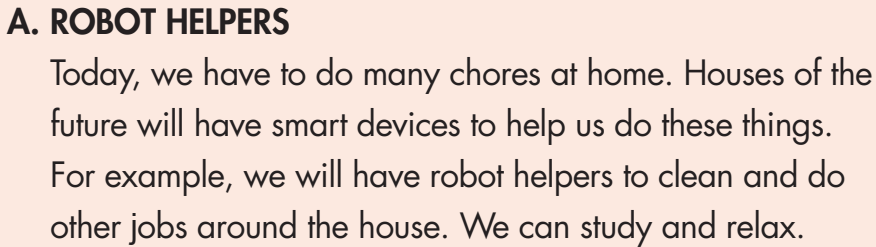 A. ROBOT HELPERS
Today, we have to do many chores at home. Houses of the
future will have smart devices to help us do these things.
For example, we will have robot helpers to clean and do
other jobs around the house. We can study and relax.